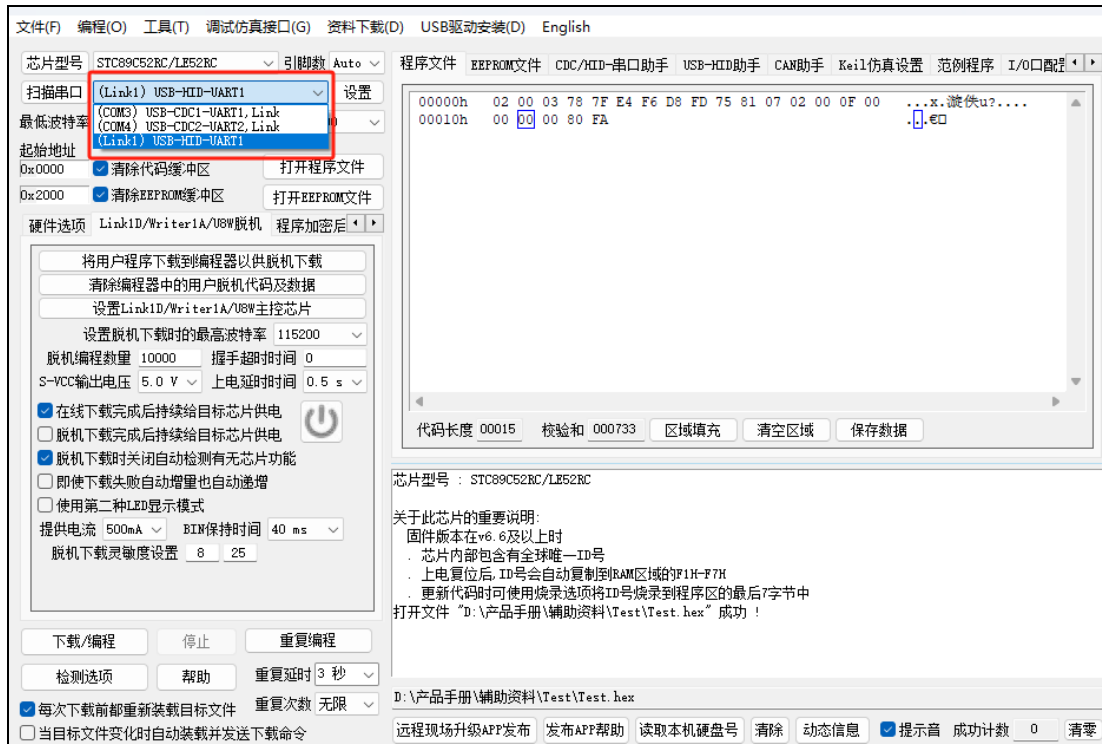 文件(F) 编程(O) 工具(T) 调试仿真接口(G) 资料下载(D) USB驱动安装(D) English
芯片型号 STC89C52RC/LE52RC 引脚数 Auto
扫描串口 (Link1) USB-HID-UART1 设置
(COM3) USB-CDC1-UART1,Link
(COM4) USB-CDC2-UART2,Link
(Link1) USB-HID-UART1
最低波特率
起始地址
0x0000 清除代码缓冲区 打开程序文件
0x2000 清除EEPROM缓冲区 打开EEPROM文件
硬件选项 Link1D/Writer1A/U8W脱机 程序加密后
将用户程序下载到编程器以供脱机下载
清除编程器中的用户脱机代码及数据
设置Link1D/Writer1A/U8W主控芯片
设置脱机下载时的最高波特率 115200
脱机编程数量 10000 握手超时时间 0
S-VCC输出电压 5.0 V 上电延时时间 0.5 s
在线下载完成后持续给目标芯片供电
脱机下载完成后持续给目标芯片供电
脱机下载时关闭自动检测有无芯片功能
即使下载失败自动增量也自动递增
使用第二种LED显示模式
提供电流 500mA BIN保持时间 40 ms
脱机下载灵敏度设置 8 25
下载/编程 停止 重复编程
检测选项 帮助 重复延时 3 秒
每次下载前都重新装载目标文件 重复次数 无限
当目标文件变化时自动装载并发送下载命令
程序文件 EEPROM文件 CDC/HID-串口助手 USB-HID助手 CAN助手 Keil仿真设置 范例程序 I/O口配
00000h 02 00 03 78 7F E4 F6 D8 FD 75 81 07 02 00 0F 00 ...x.漩佚u?....
00010h 00 00 00 80 FA ...€□
代码长度 00015 校验和 000733 区域填充 清空区域 保存数据
芯片型号 : STC89C52RC/LE52RC
关于此芯片的重要说明:
固件版本在v6.6及以上时
. 芯片内部包含有全球唯一ID号
. 上电复位后,ID号会自动复制到RAM区域的F1H-F7H
. 更新代码时可使用烧录选项将ID号烧录到程序区的最后7字节中
打开文件 "D:\产品手册\辅助资料\Test\Test.hex" 成功 !
D:\产品手册\辅助资料\Test\Test.hex
远程现场升级APP发布 发布APP帮助 读取本机硬盘号 清除 动态信息 提示音 成功计数 0 清零